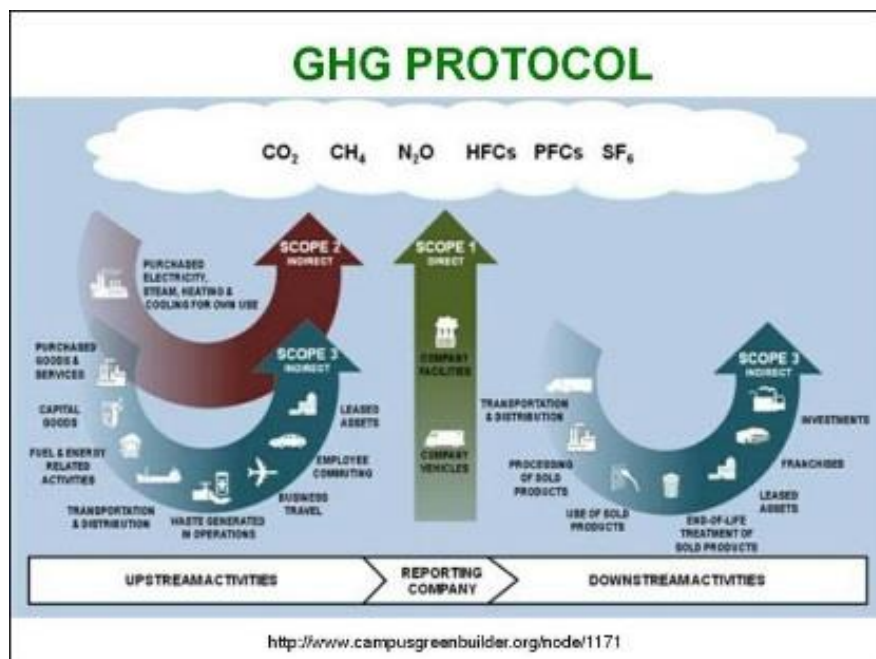 GHG PROTOCOL
CO₂ CH₄ N₂O HFCs PFCs SF₆
SCOPE 2
INDIRECT
PURCHASED
ELECTRICITY,
STEAM, HEATING &
COOLING FOR OWN USE
SCOPE 1
DIRECT
COMPANY
FACILITIES
COMPANY
VEHICLES
PURCHASED
GOODS &
SERVICES
CAPITAL
GOODS
FUEL & ENERGY
RELATED
ACTIVITIES
TRANSPORTATION
& DISTRIBUTION
WASTE GENERATED
IN OPERATIONS
BUSINESS
TRAVEL
EMPLOYEE
COMMUTING
LEASED
ASSETS
SCOPE 3
INDIRECT
TRANSPORTATION
& DISTRIBUTION
PROCESSING
OF SOLD
PRODUCTS
USE OF SOLD
PRODUCTS
END-OF-LIFE
TREATMENT OF
SOLD PRODUCTS
LEASED
ASSETS
FRANCHISES
INVESTMENTS
SCOPE 3
INDIRECT
UPSTREAM ACTIVITIES
REPORTING
COMPANY
DOWNSTREAM ACTIVITIES
http://www.campusgreenbuilder.org/node/1171